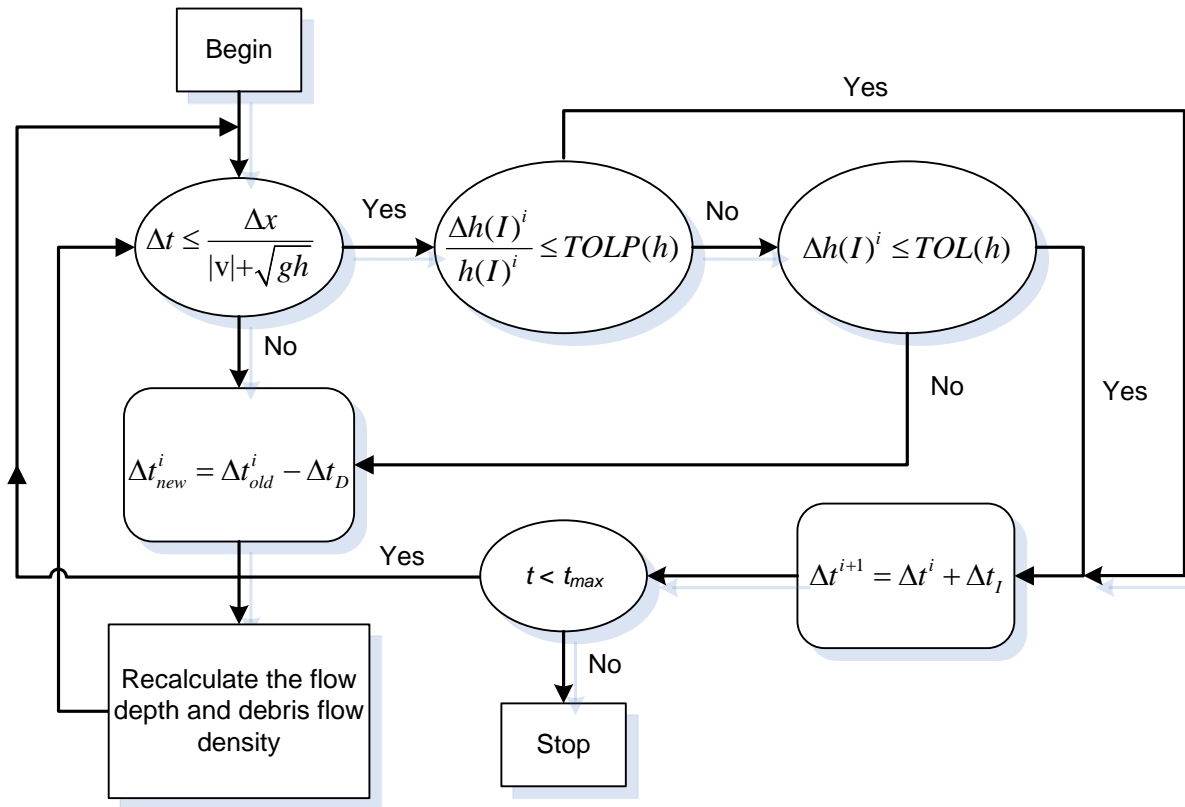 Begin
Yes
Δt ≤ Δx / (|v|+√gh)
Yes
Δh(I)^i / h(I)^i ≤ TOLP(h)
No
Δh(I)^i ≤ TOL(h)
No
No
Yes
Δt^i_new = Δt^i_old − Δt_D
Yes
t < t_max
Δt^{i+1} = Δt^i + Δt_I
No
Recalculate the flow
depth and debris flow
density
Stop